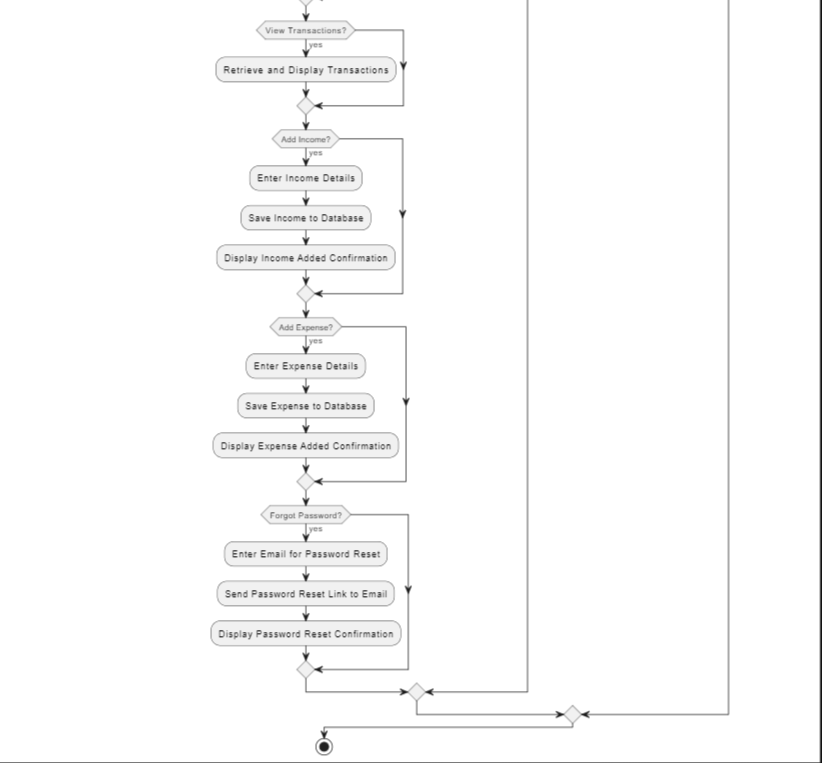 View Transactions?
yes
Retrieve and Display Transactions
Add Income?
yes
Enter Income Details
Save Income to Database
Display Income Added Confirmation
Add Expense?
yes
Enter Expense Details
Save Expense to Database
Display Expense Added Confirmation
Forgot Password?
yes
Enter Email for Password Reset
Send Password Reset Link to Email
Display Password Reset Confirmation